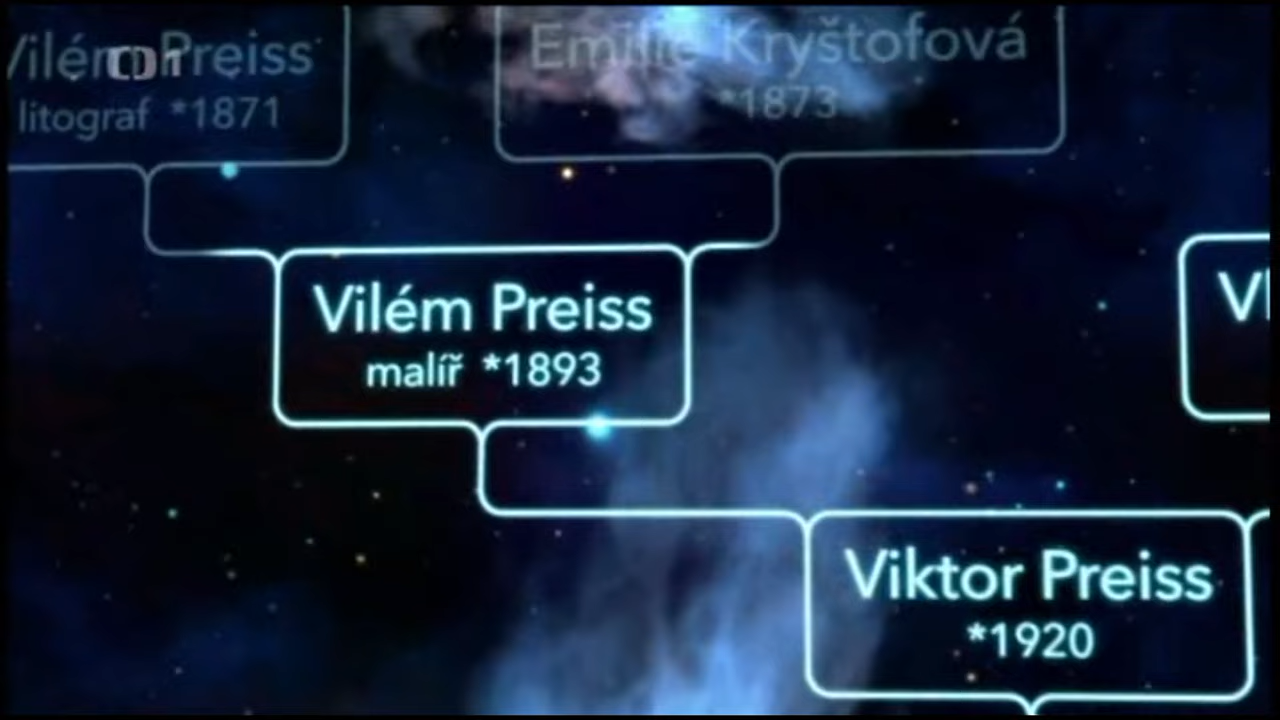 Vilém Preiss
litograf *1871
Emilie Kryštofová
*1873
Vilém Preiss
malíř *1893
Viktor Preiss
*1920